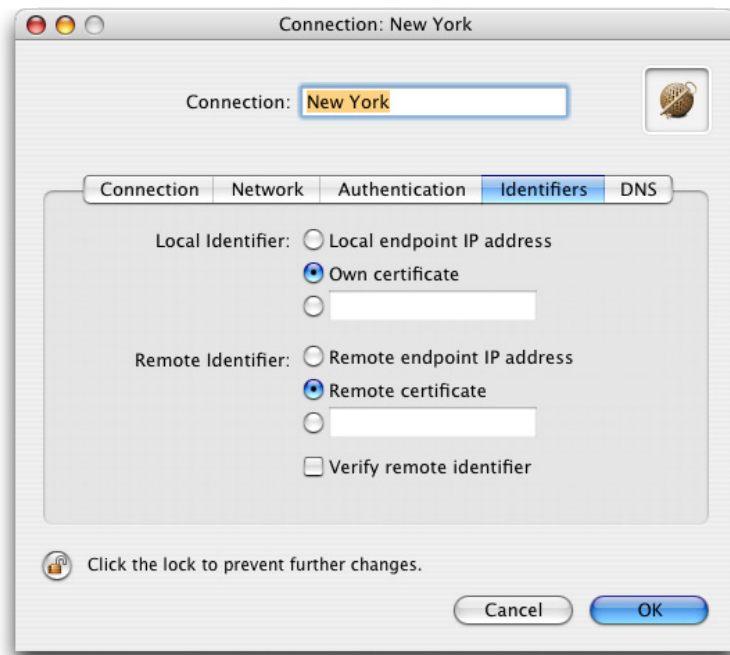 Connection: New York
Connection: New York
Connection Network Authentication Identifiers DNS
Local Identifier: Local endpoint IP address
Own certificate
Remote Identifier: Remote endpoint IP address
Remote certificate
Verify remote identifier
Click the lock to prevent further changes.
Cancel OK